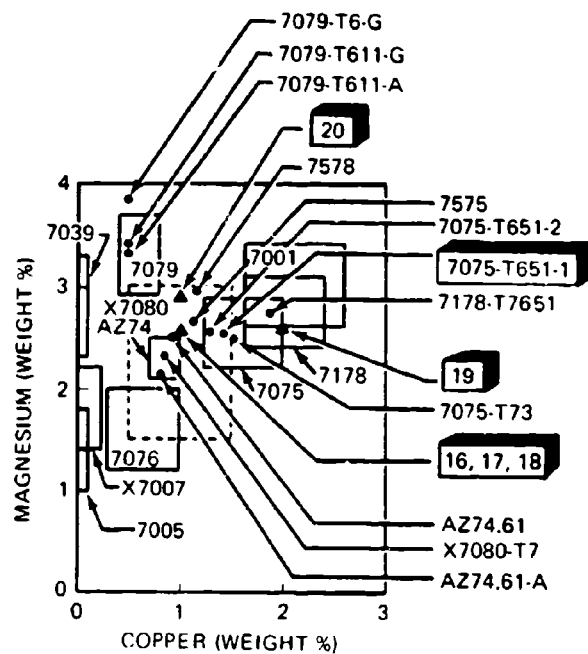 7079-T6-G
7079-T611-G
7079-T611-A
20
7578
4
7575
7075-T651-2
7039
7079
7001
7075-T651-1
3
X7080
7178-T7651
AZ74
MAGNESIUM (WEIGHT %)
2
7075
7178
19
7075-T73
7076
16, 17, 18
X7007
1
7005
AZ74.61
X7080-T7
AZ74.61-A
0
0
1
2
3
COPPER (WEIGHT %)